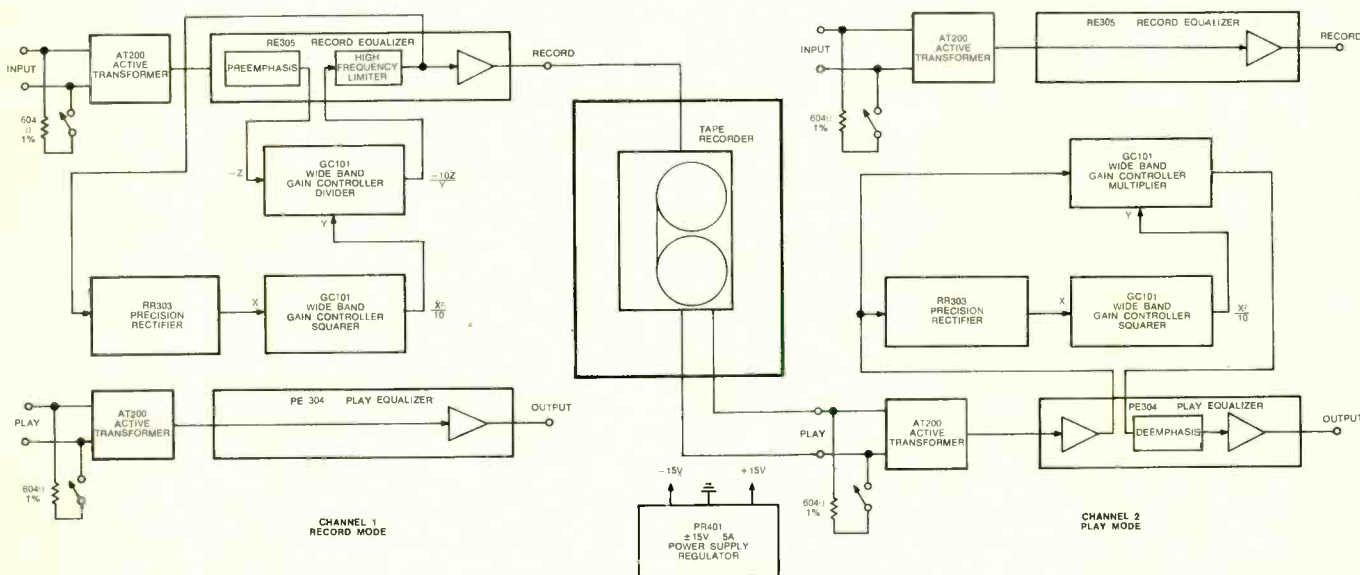 INPUT
604
Ω
1%
AT200
ACTIVE
TRANSFORMER
RE305 RECORD EQUALIZER
PREEMPHASIS
HIGH
FREQUENCY
LIMITER
RECORD
-Z
GC101
WIDE BAND
GAIN CONTROLLER
DIVIDER
-10Z
Y
Y
RR303
PRECISION
RECTIFIER
X
GC101
WIDE BAND
GAIN CONTROLLER
SQUARER
X²
10
PLAY
604Ω
1%
AT200
ACTIVE
TRANSFORMER
PE 304 PLAY EQUALIZER
OUTPUT
CHANNEL 1
RECORD MODE
TAPE
RECORDER
-15V +15V
PR401
±15V 5A
POWER SUPPLY
REGULATOR
INPUT
604Ω
1%
AT200
ACTIVE
TRANSFORMER
RE305 RECORD EQUALIZER
RECORD
GC101
WIDE BAND
GAIN CONTROLLER
MULTIPLIER
Y
RR303
PRECISION
RECTIFIER
X
GC101
WIDE BAND
GAIN CONTROLLER
SQUARER
X²
10
PLAY
604Ω
1%
AT200
ACTIVE
TRANSFORMER
PE304 PLAY EQUALIZER
DEEMPHASIS
OUTPUT
CHANNEL 2
PLAY MODE